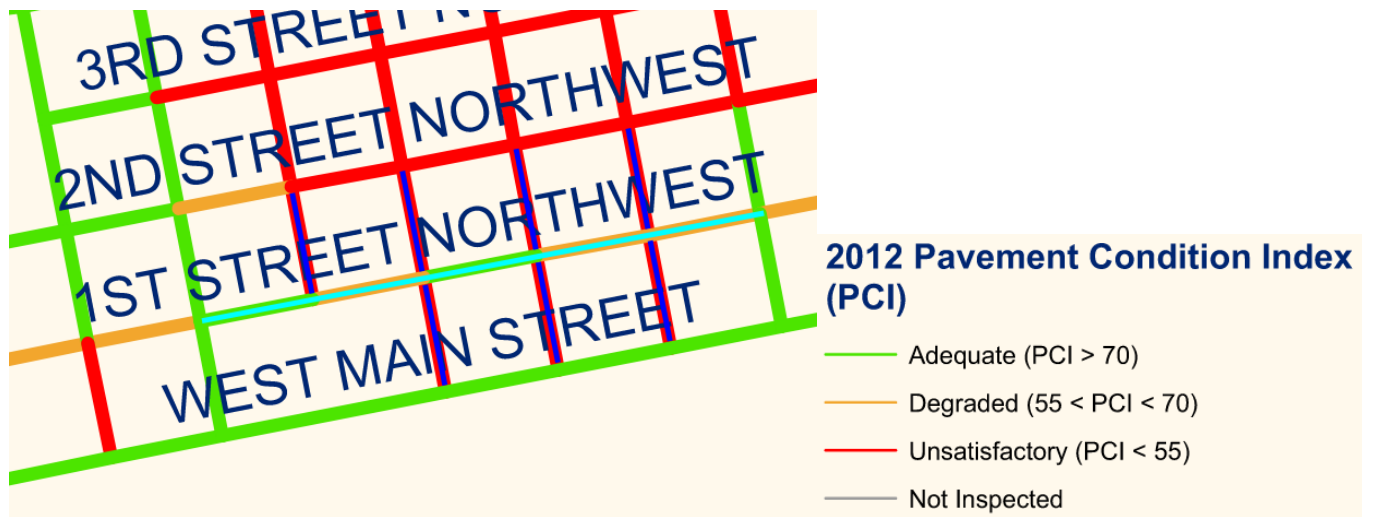 3RD STREET
2ND STREET NORTHWEST
1ST STREET NORTHWEST
WEST MAIN STREET
2012 Pavement Condition Index
(PCI)
Adequate (PCI > 70)
Degraded (55 < PCI < 70)
Unsatisfactory (PCI < 55)
Not Inspected